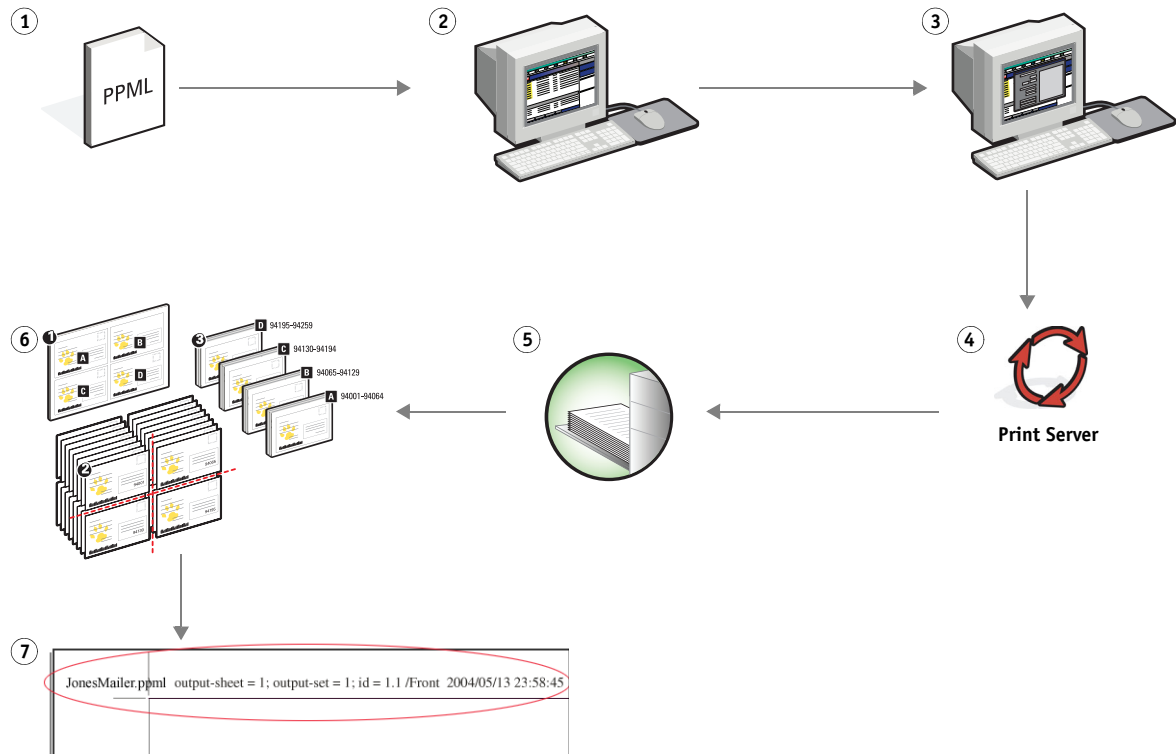 1
2
3
PPML
4
Print Server
5
6
1
A
B
C
D
2
3
D 94195-94259
C 94130-94194
B 94065-94129
A 94001-94064
7
JonesMailer.ppml output-sheet = 1; output-set = 1; id = 1.1 /Front 2004/05/13 23:58:45